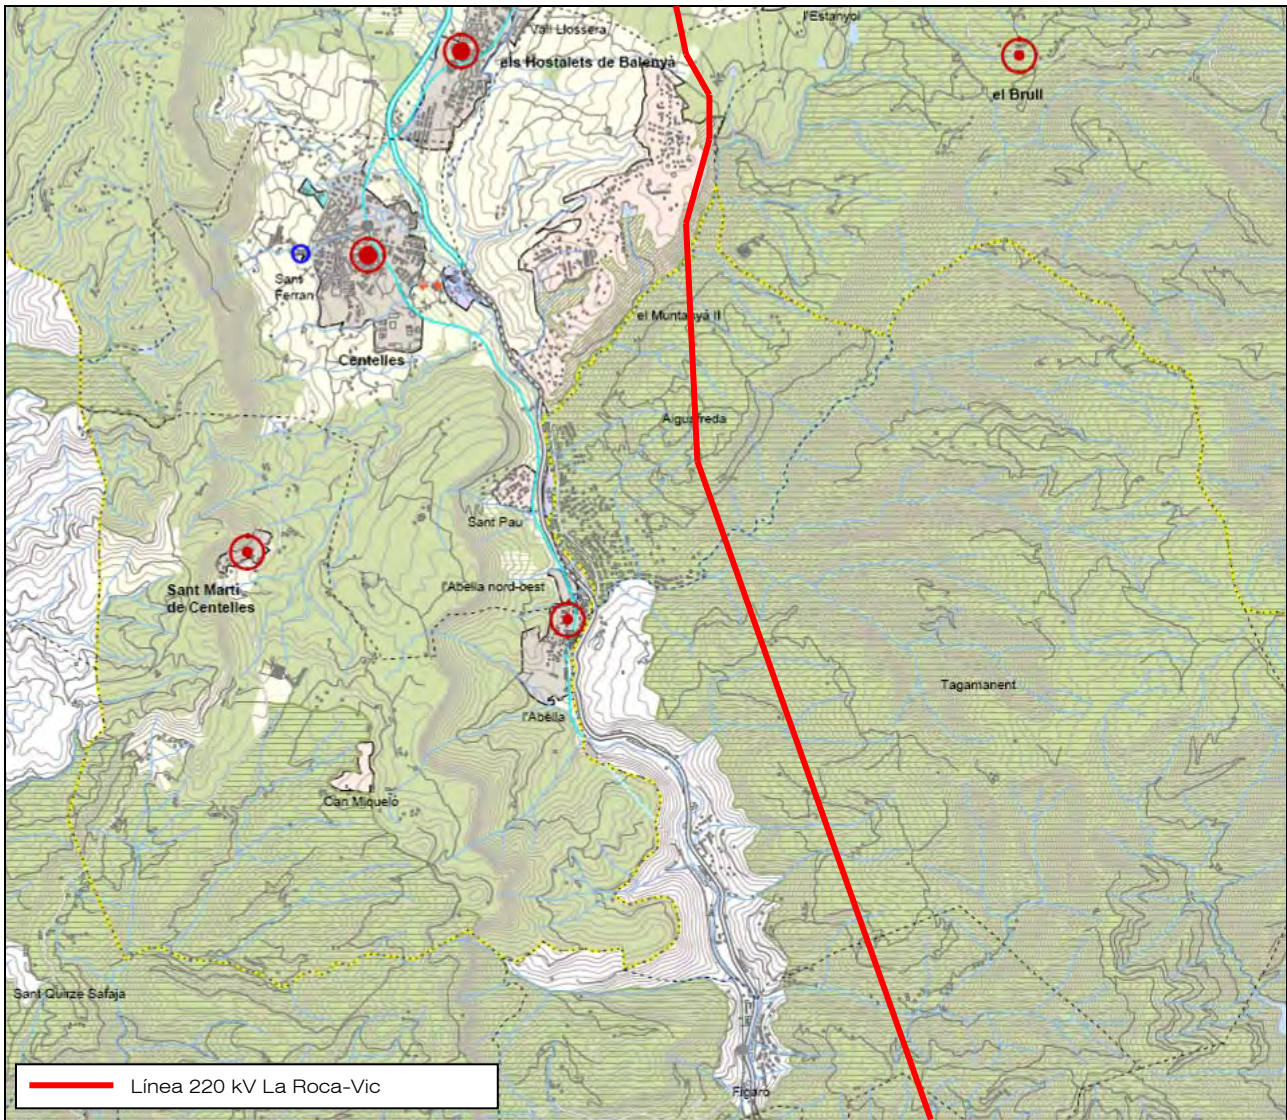 l'Estanyol
Vall Llossera
els Hostalets de Balenyà
el Brull
Sant
Ferran
el Muntanyà II
Centelles
Aiguafreda
Sant Pau
l'Abella nord-oest
Sant Martí
de Centelles
Tagamanent
l'Abella
Can Miqueló
Sant Quirze Safaja
Figaró
Línea 220 kV La Roca-Vic